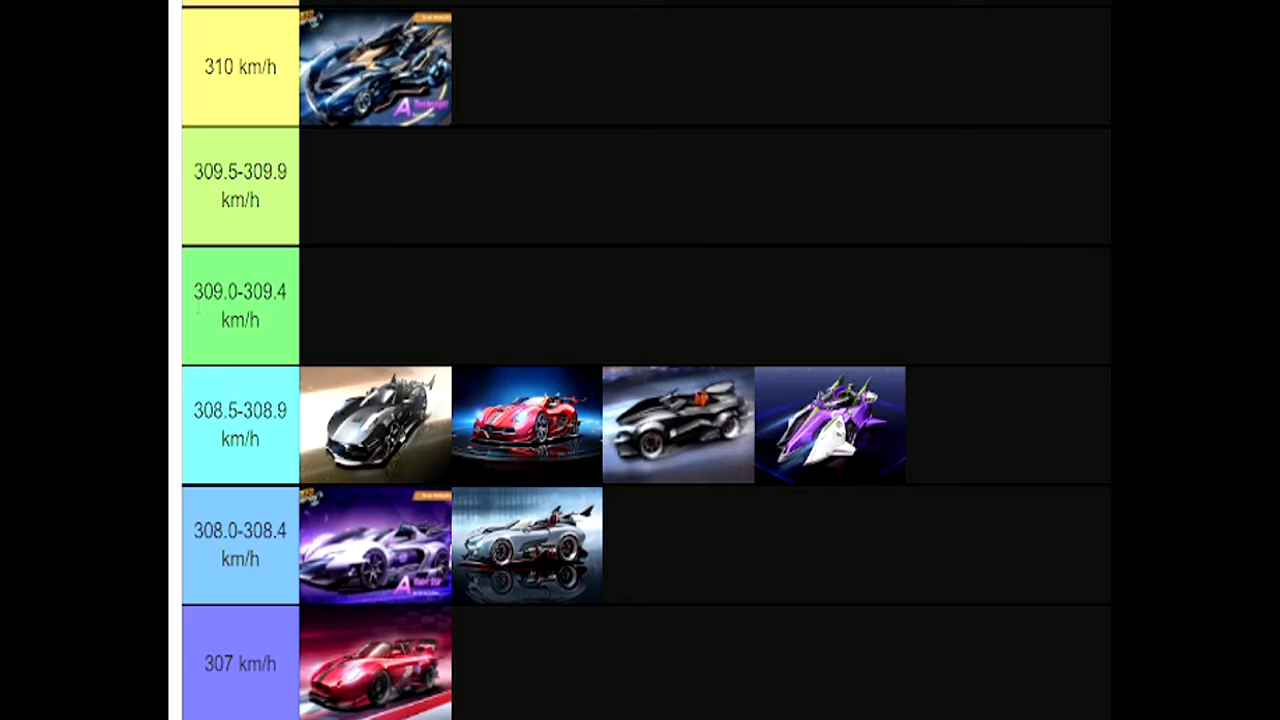 310 km/h
A
309.5-309.9
km/h
309.0-309.4
km/h
308.5-308.9
km/h
308.0-308.4
km/h
A
307 km/h